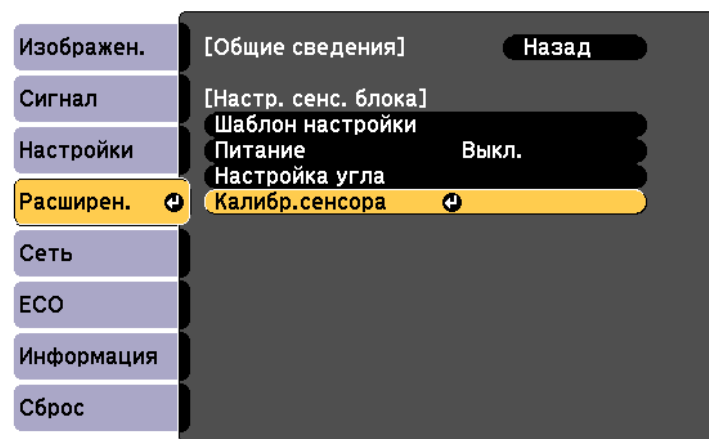 Изображен.
Сигнал
Настройки
Расширен.
Сеть
ECO
Информация
Сброс
[Общие сведения] Назад
[Настр. сенс. блока]
Шаблон настройки
Питание Выкл.
Настройка угла
Калибр.сенсора